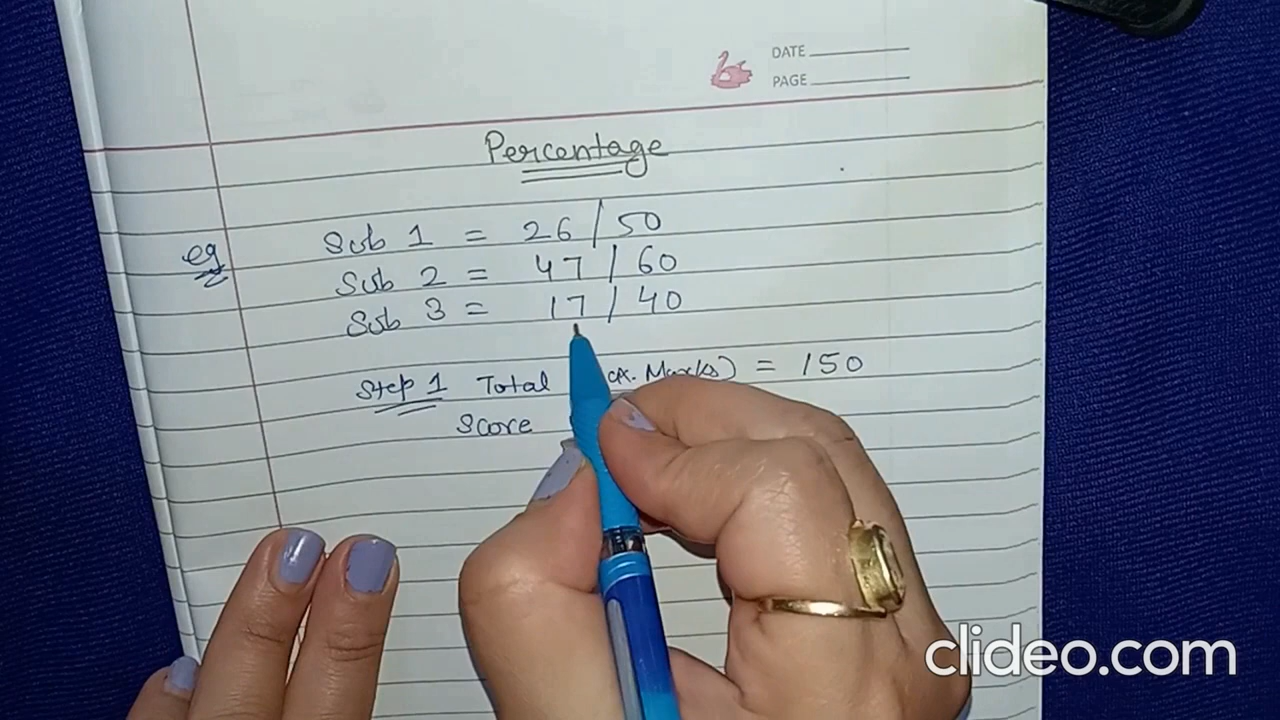 DATE
PAGE
Percentage
eg
Sub 1 = 26/50
Sub 2 = 47/60
Sub 3 = 17/40
Step 1 Total (A. Marks) = 150
Score
clideo.com